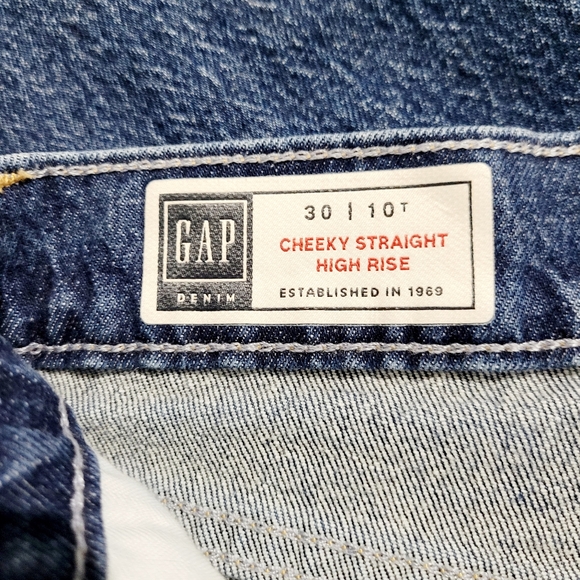 GAP
DENIM
30 | 10T
CHEEKY STRAIGHT
HIGH RISE
ESTABLISHED IN 1969